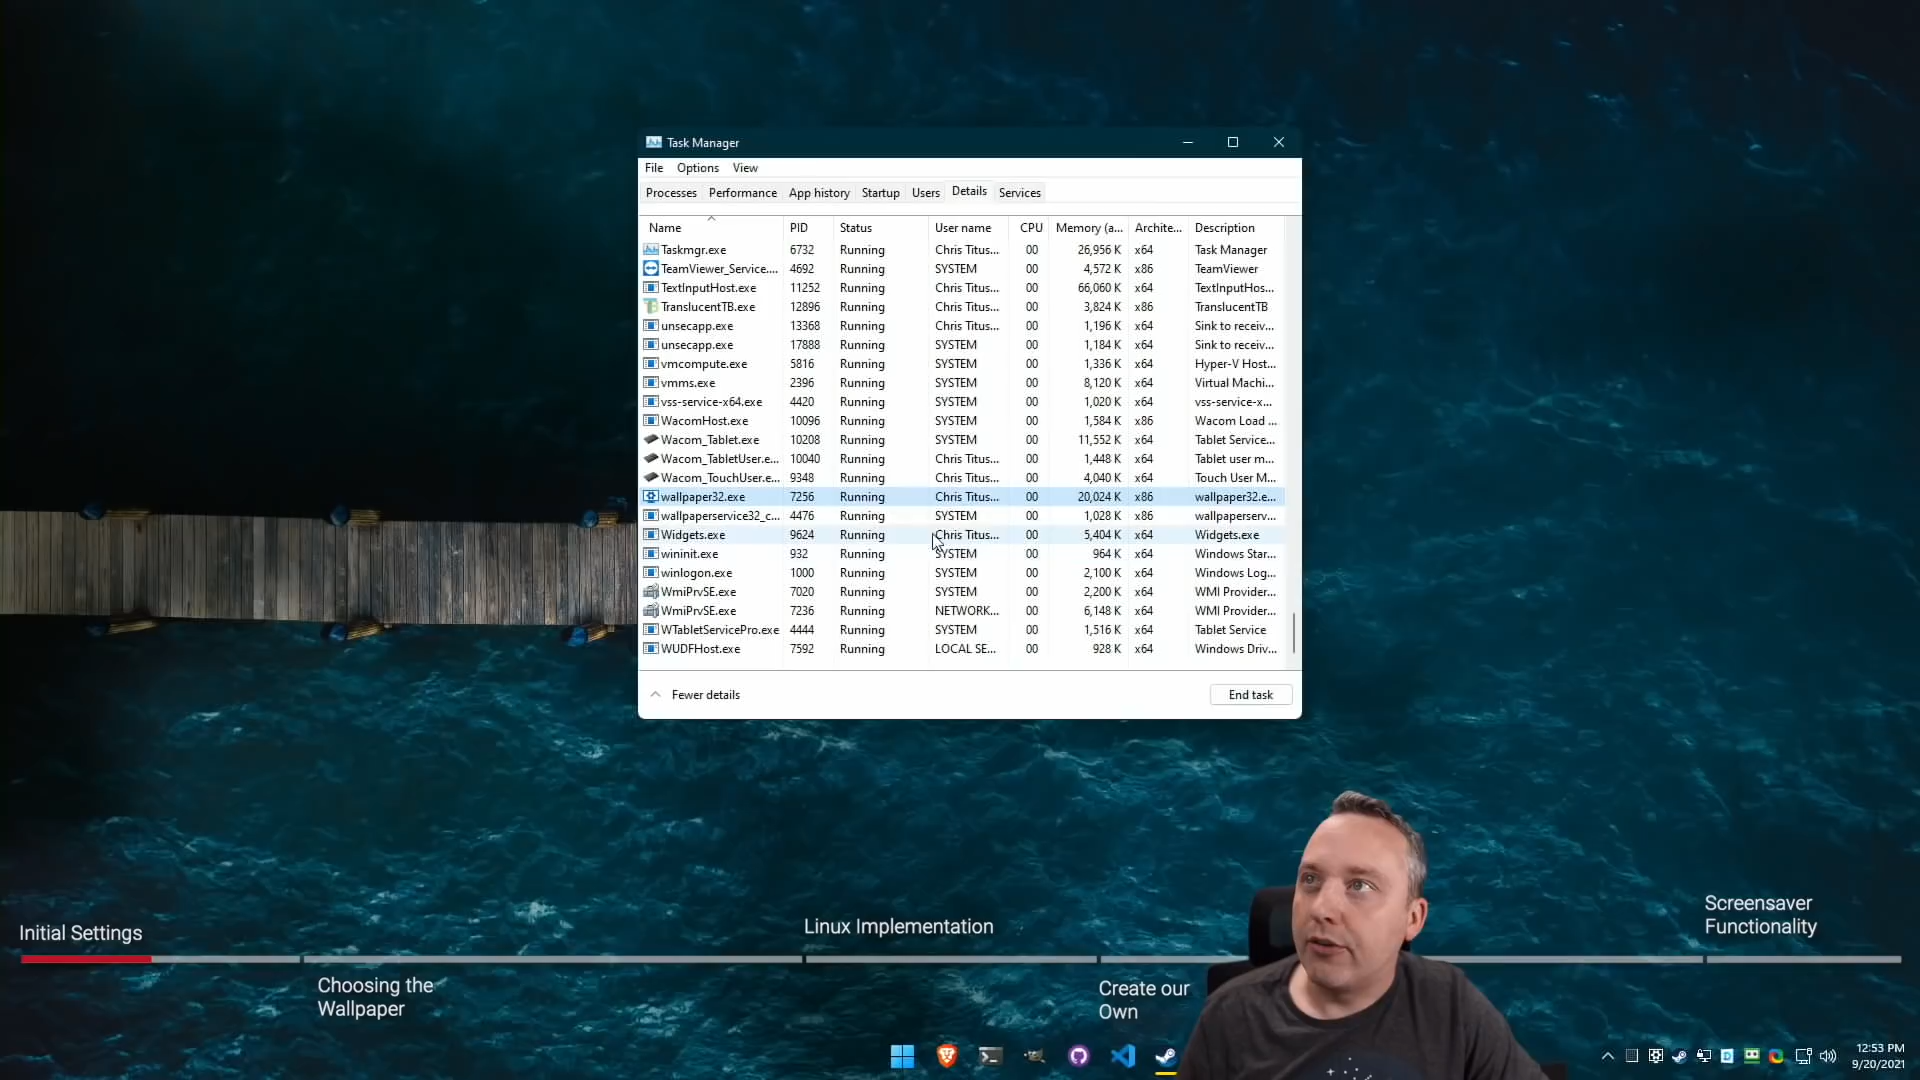 Task Manager
File Options View
Processes Performance App history Startup Users Details Services
Name PID Status User name CPU Memory (a... Archite... Description
Taskmgr.exe 6732 Running Chris Titus... 00 26,956 K x64 Task Manager
TeamViewer_Service.... 4692 Running SYSTEM 00 4,572 K x86 TeamViewer
TextInputHost.exe 11252 Running Chris Titus... 00 66,060 K x64 TextInputHos...
TranslucentTB.exe 12896 Running Chris Titus... 00 3,824 K x86 TranslucentTB
unsecapp.exe 13368 Running Chris Titus... 00 1,196 K x64 Sink to receiv...
unsecapp.exe 17888 Running SYSTEM 00 1,184 K x64 Sink to receiv...
vmcompute.exe 5816 Running SYSTEM 00 1,336 K x64 Hyper-V Host...
vmms.exe 2396 Running SYSTEM 00 8,120 K x64 Virtual Machi...
vss-service-x64.exe 4420 Running SYSTEM 00 1,020 K x64 vss-service-x...
WacomHost.exe 10096 Running SYSTEM 00 1,584 K x86 Wacom Load ...
Wacom_Tablet.exe 10208 Running SYSTEM 00 11,552 K x64 Tablet Service...
Wacom_TabletUser.e... 10040 Running Chris Titus... 00 1,448 K x64 Tablet user m...
Wacom_TouchUser.e... 9348 Running Chris Titus... 00 4,040 K x64 Touch User M...
wallpaper32.exe 7256 Running Chris Titus... 00 20,024 K x86 wallpaper32.e...
wallpaperservice32_c... 4476 Running SYSTEM 00 1,028 K x86 wallpaperserv...
Widgets.exe 9624 Running Chris Titus... 00 5,404 K x64 Widgets.exe
wininit.exe 932 Running SYSTEM 00 964 K x64 Windows Star...
winlogon.exe 1000 Running SYSTEM 00 2,100 K x64 Windows Log...
WmiPrvSE.exe 7020 Running SYSTEM 00 2,200 K x64 WMI Provider...
WmiPrvSE.exe 7236 Running NETWORK... 00 6,148 K x64 WMI Provider...
WTabletServicePro.exe 4444 Running SYSTEM 00 1,516 K x64 Tablet Service
WUDFHost.exe 7592 Running LOCAL SE... 00 928 K x64 Windows Driv...
Fewer details End task
Initial Settings
Choosing the
Wallpaper
Linux Implementation
Create our
Own
Screensaver
Functionality
12:53 PM
9/20/2021